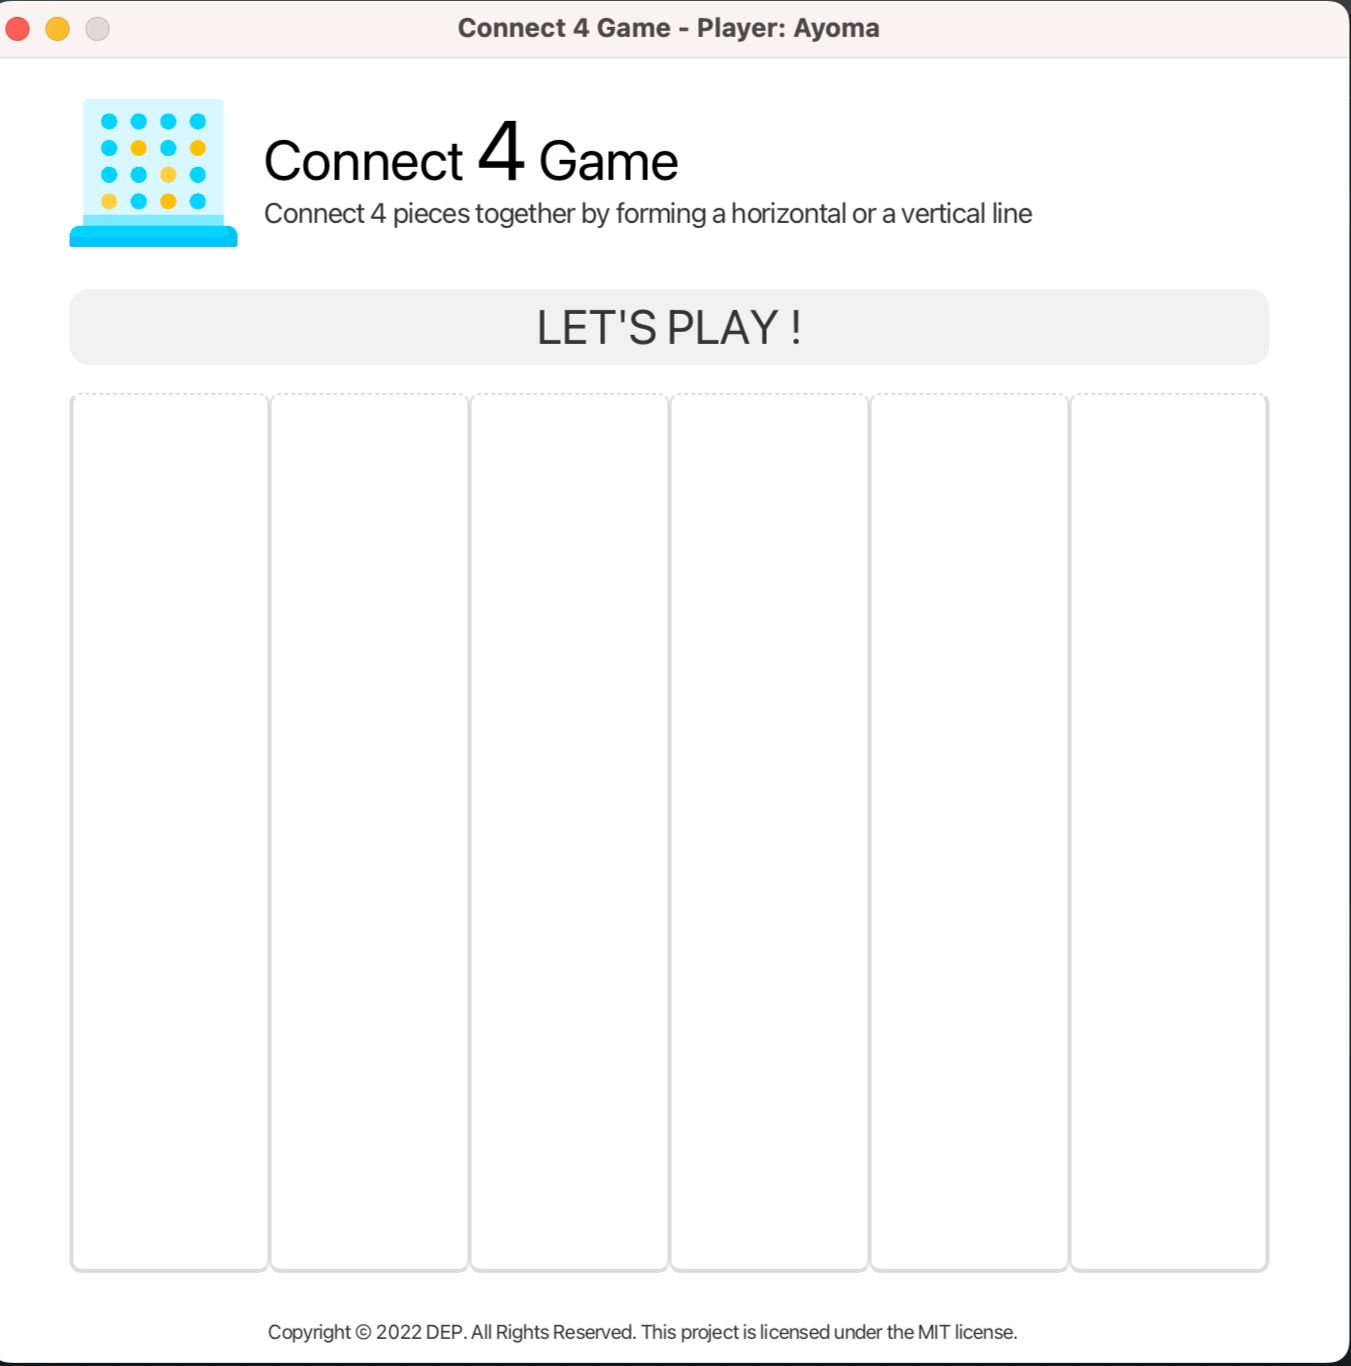 Connect 4 Game - Player: Ayoma
Connect 4 Game
Connect 4 pieces together by forming a horizontal or a vertical line
LET'S PLAY !
Copyright © 2022 DEP. All Rights Reserved. This project is licensed under the MIT license.